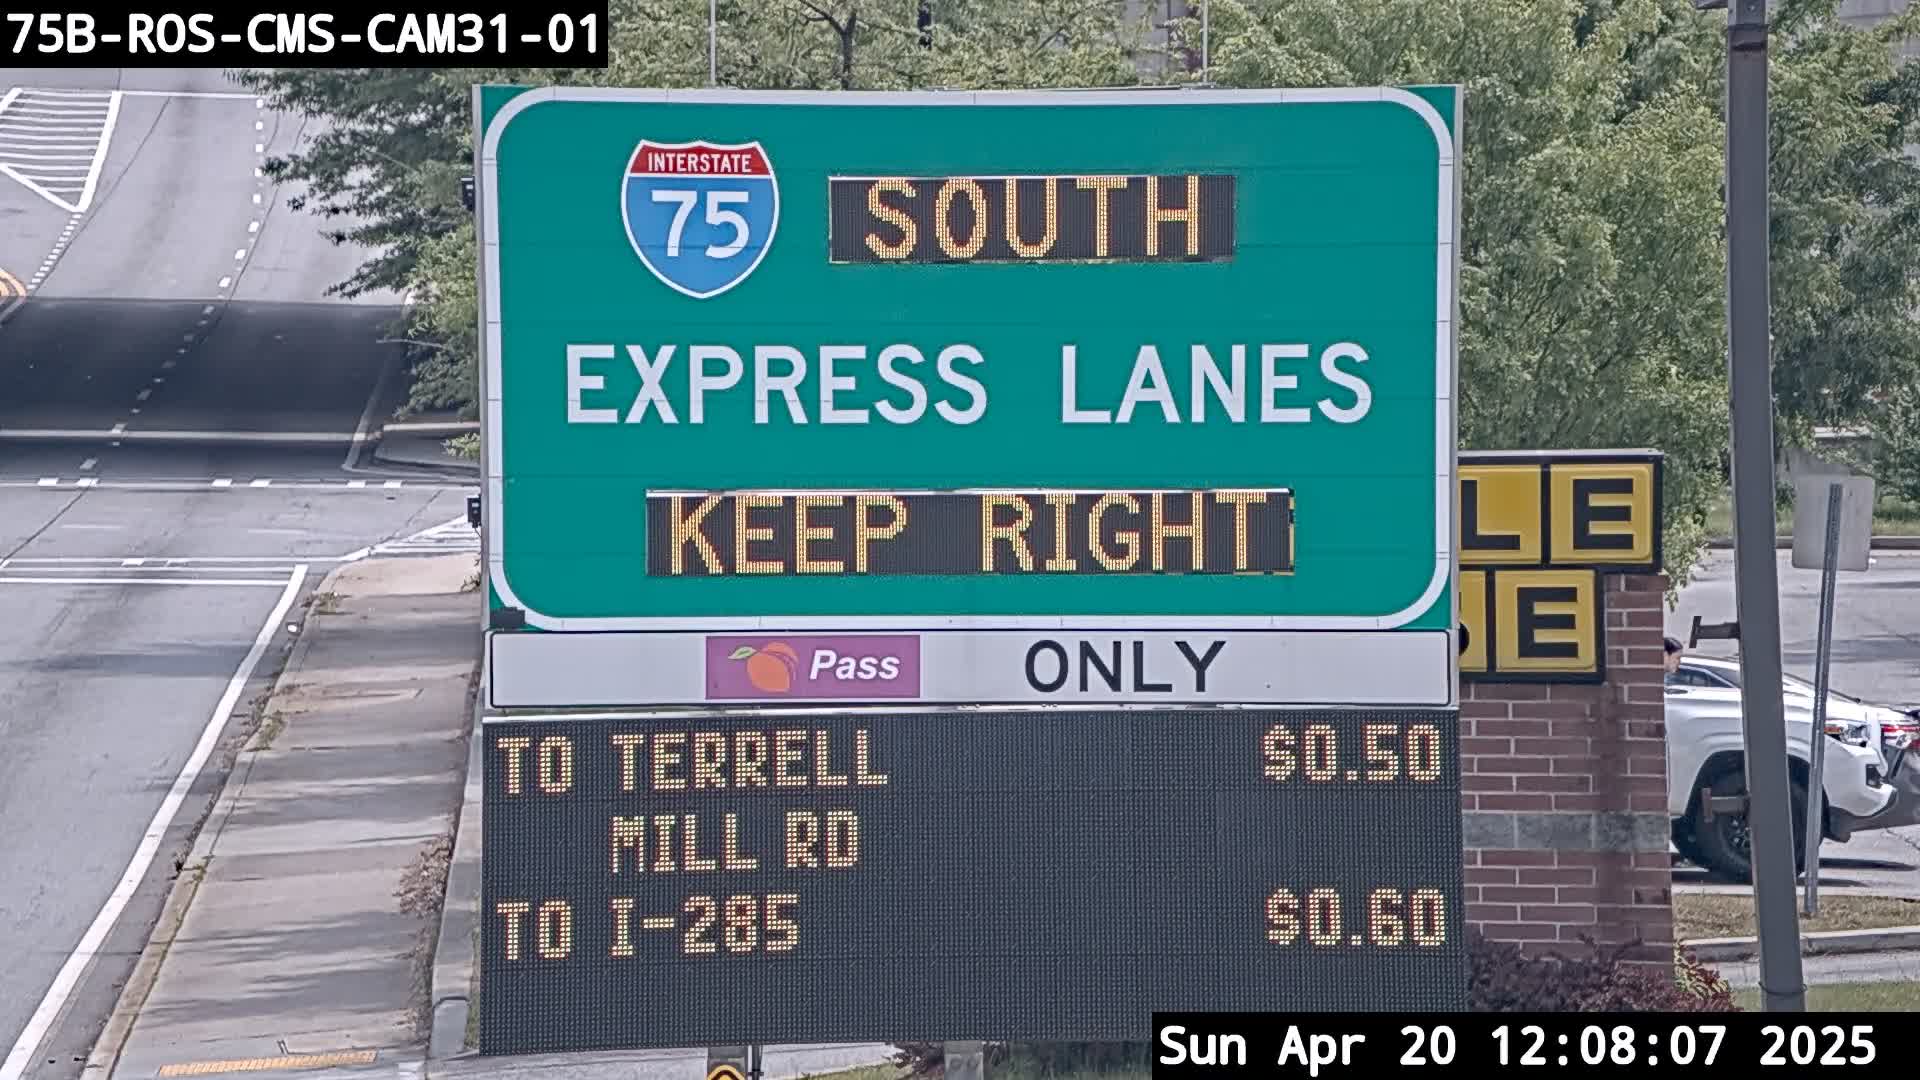 75B-ROS-CMS-CAM31-01
INTERSTATE
75
SOUTH
EXPRESS LANES
KEEP RIGHT
Pass ONLY
TO TERRELL $0.50
MILL RD
TO I-285 $0.60
LE
E
Sun Apr 20 12:08:07 2025